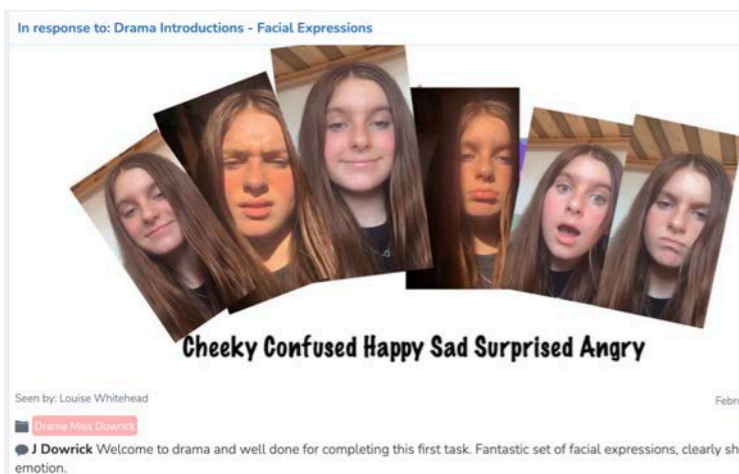 In response to: Drama Introductions - Facial Expressions
Cheeky Confused Happy Sad Surprised Angry
Seen by: Louise Whitehead
Febr
Drama Miss Dowrick
J Dowrick Welcome to drama and well done for completing this first task. Fantastic set of facial expressions, clearly sh
emotion.